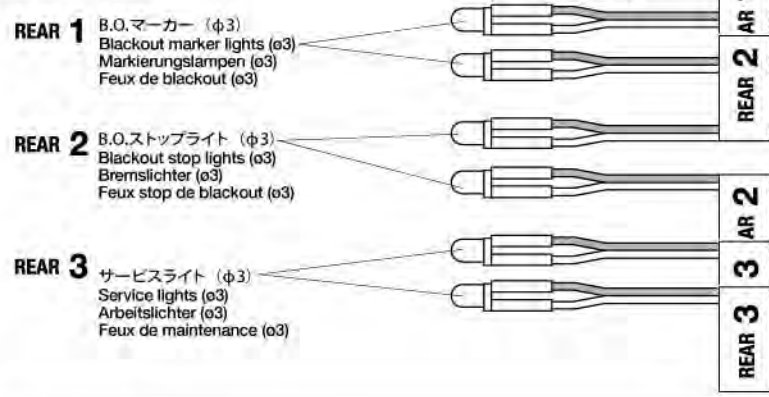 REAR 1 B.O.マーカー（φ3）
Blackout marker lights (ø3)
Markierungslampen (ø3)
Feux de blackout (ø3)
REAR 2 B.O.ストップライト（φ3）
Blackout stop lights (ø3)
Bremslichter (ø3)
Feux stop de blackout (ø3)
REAR 3 サービスライト（φ3）
Service lights (ø3)
Arbeitslichter (ø3)
Feux de maintenance (ø3)
AR
REAR 2
AR 2
3
REAR 3